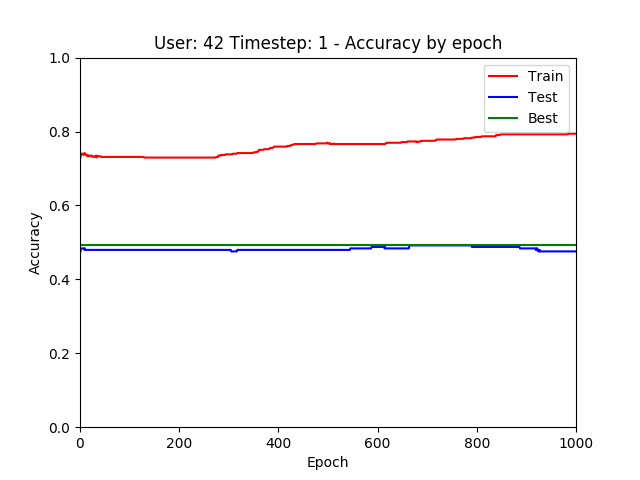 User: 42 Timestep: 1 - Accuracy by epoch
1.0
0.8
0.6
0.4
0.2
0.0
Accuracy
Train
Test
Best
0 200 400 600 800 1000
Epoch